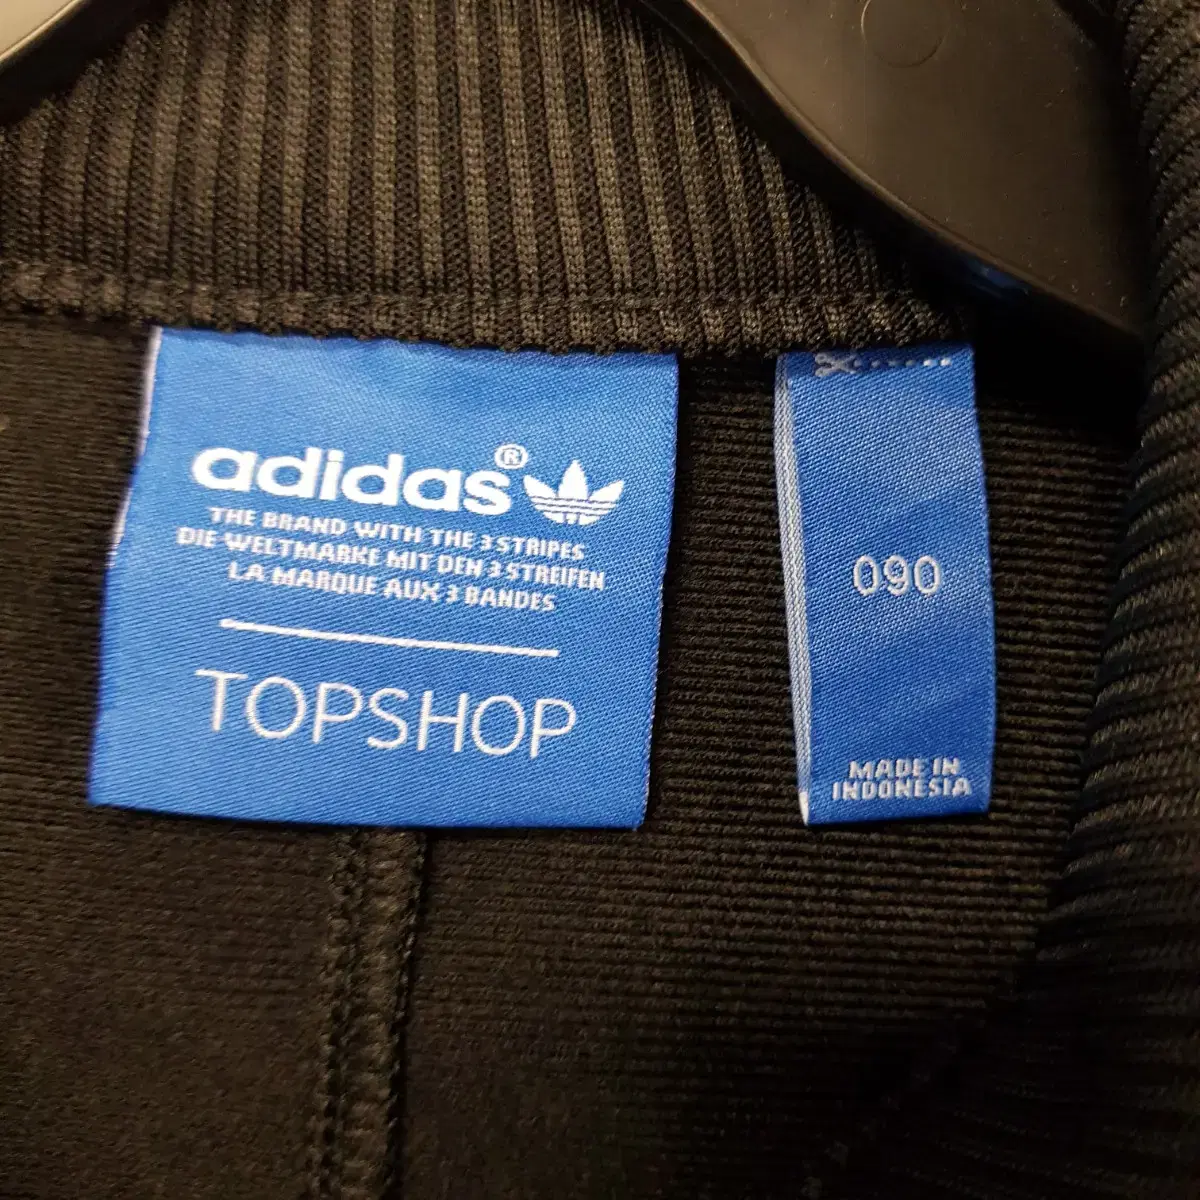 adidas®
THE BRAND WITH THE 3 STRIPES
DIE WELTMARKE MIT DEN 3 STREIFEN
LA MARQUE AUX 3 BANDES
TOPSHOP
090
MADE IN
INDONESIA